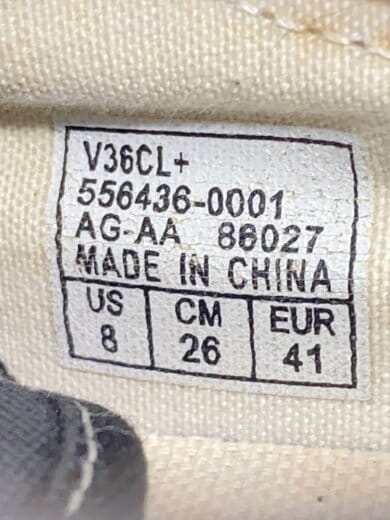 V36CL+
556436-0001
AG-AA 86027
MADE IN CHINA
US CM EUR
8 26 41